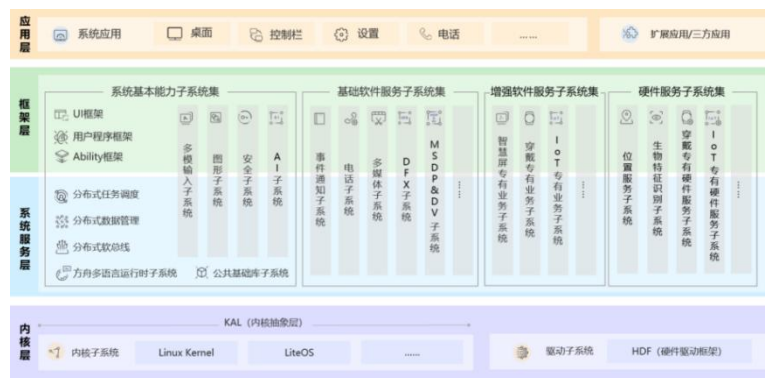 应用层
系统应用
桌面
控制栏
设置
电话
……
扩展应用/三方应用
框架层
系统服务层
系统基本能力子系统集
UI框架
用户程序框架
Ability框架
分布式任务调度
分布式数据管理
分布式软总线
方舟多语言运行时子系统
公共基础库子系统
多模输入子系统
图形子系统
安全子系统
AI子系统
基础软件服务子系统集
事件通知子系统
电话子系统
多媒体子系统
DFX子系统
MSDP&DV子系统
……
增强软件服务子系统集
智慧屏专有业务子系统
穿戴专有业务子系统
IoT专有业务子系统
……
硬件服务子系统集
位置服务子系统
生物特征识别子系统
穿戴专有硬件服务子系统
IoT专有硬件服务子系统
……
内核层
KAL（内核抽象层）
内核子系统
Linux Kernel
LiteOS
……
驱动子系统
HDF（硬件驱动框架）